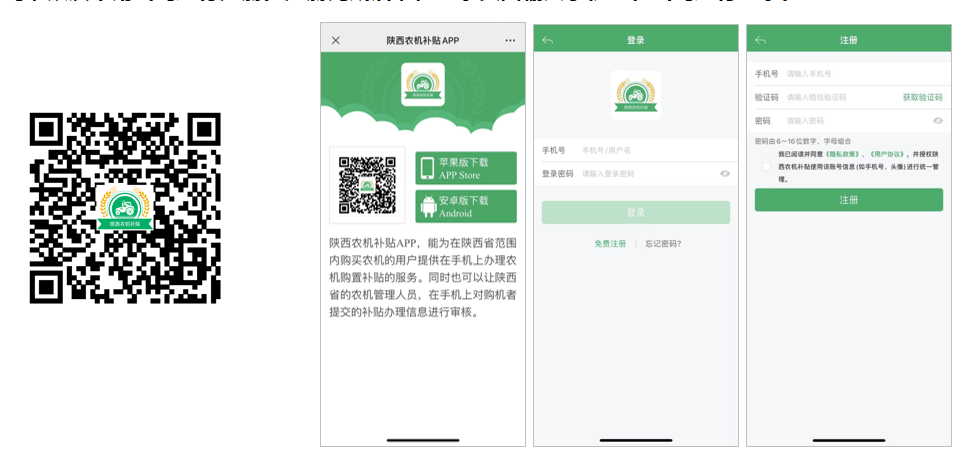 陕西农机补贴
陕西农机补贴APP
陕西农机补贴
苹果版下载
APP Store
安卓版下载
Android
陕西农机补贴APP，能为在陕西省范围
内购买农机的用户提供在手机上办理农
机购置补贴的服务。同时也可以让陕西
省的农机管理人员，在手机上对购机者
提交的补贴办理信息进行审核。
登录
陕西农机补贴
手机号 手机号/用户名
登录密码 请输入登录密码
登录
免费注册 | 忘记密码?
注册
手机号 请输入手机号
验证码 请输入短信验证码 获取验证码
密码 请输入密码
密码由6～16位数字、字母组合
我已阅读并同意《隐私政策》、《用户协议》，并授权陕
西农机补贴使用该账号信息(如手机号、头像)进行统一管
理。
注册